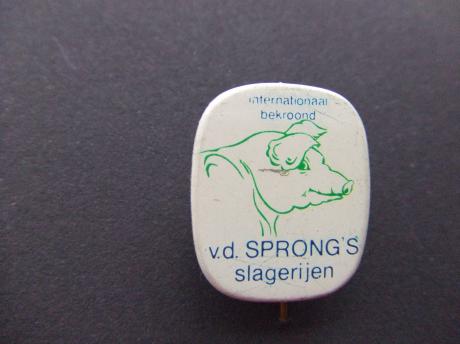 internationaal
bekroond
v.d. SPRONG'S
slagerijen